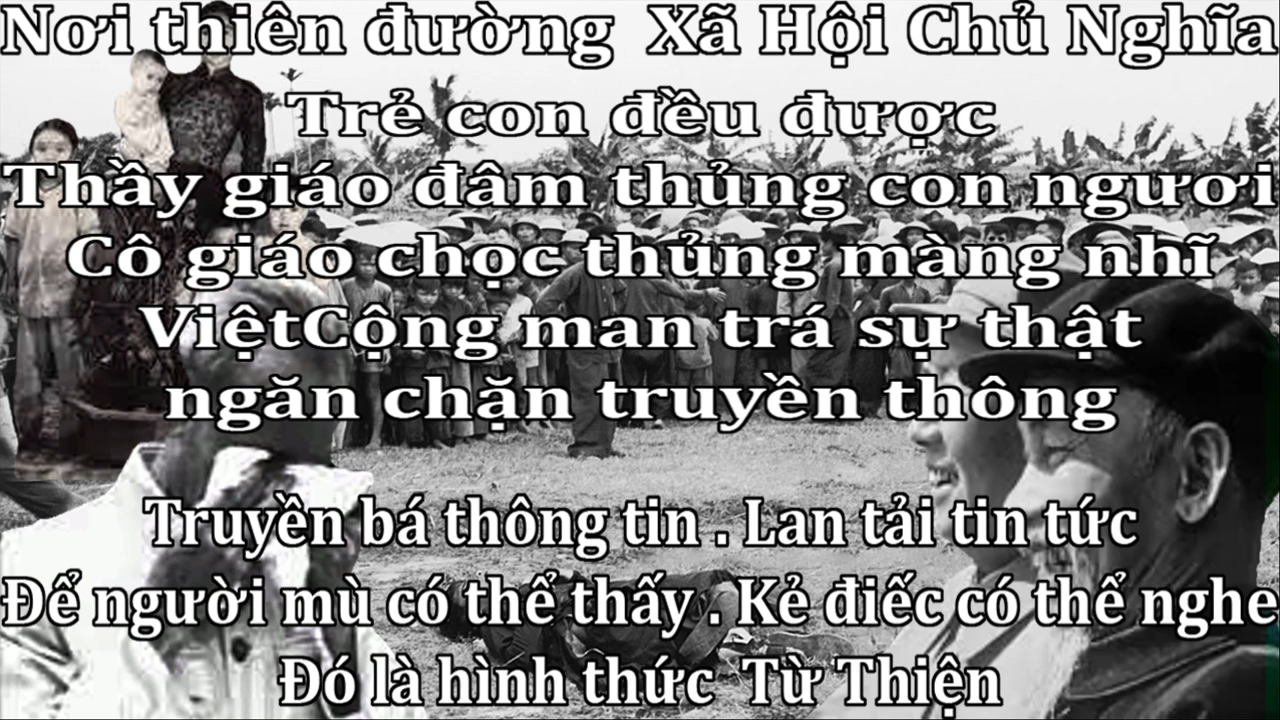 Nơi thiên đường Xã Hội Chủ Nghĩa
Trẻ con đều được
Thầy giáo đâm thủng con ngươi
Cô giáo chọc thủng màng nhĩ
ViệtCộng man trá sự thật
ngăn chặn truyền thông
Truyền bá thông tin . Lan tải tin tức
Để người mù có thể thấy . Kẻ điếc có thể nghe
Đó là hình thức Từ Thiện